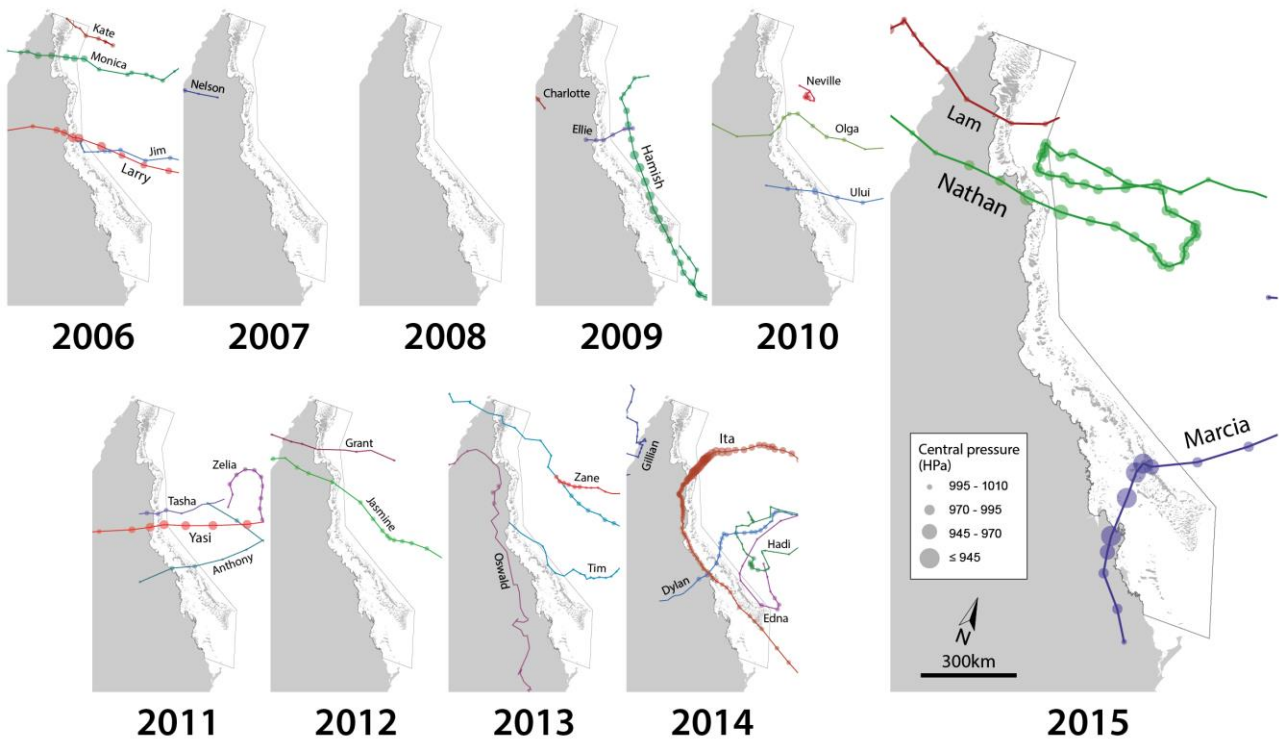 Kate
Monica
Jim
Larry
2006
Nelson
2007
2008
Charlotte
Ellie
Hamish
2009
Neville
Olga
Ului
2010
Zelia
Tasha
Yasi
Anthony
2011
Grant
Jasmine
2012
Zane
Oswald
Tim
2013
Gillian
Ita
Hadi
Dylan
Edna
2014
Lam
Nathan
Marcia
Central pressure
(HPa)
995 - 1010
970 - 995
945 - 970
≤ 945
N
300km
2015